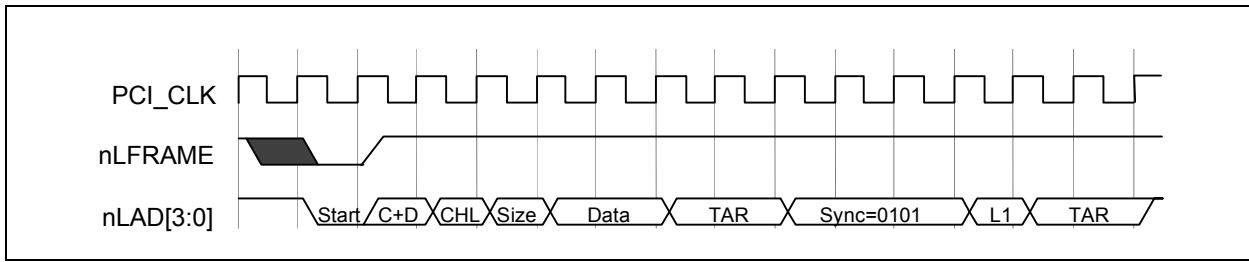 PCI_CLK
nLFRAME
nLAD[3:0] Start C+D CHL Size Data TAR Sync=0101 L1 TAR